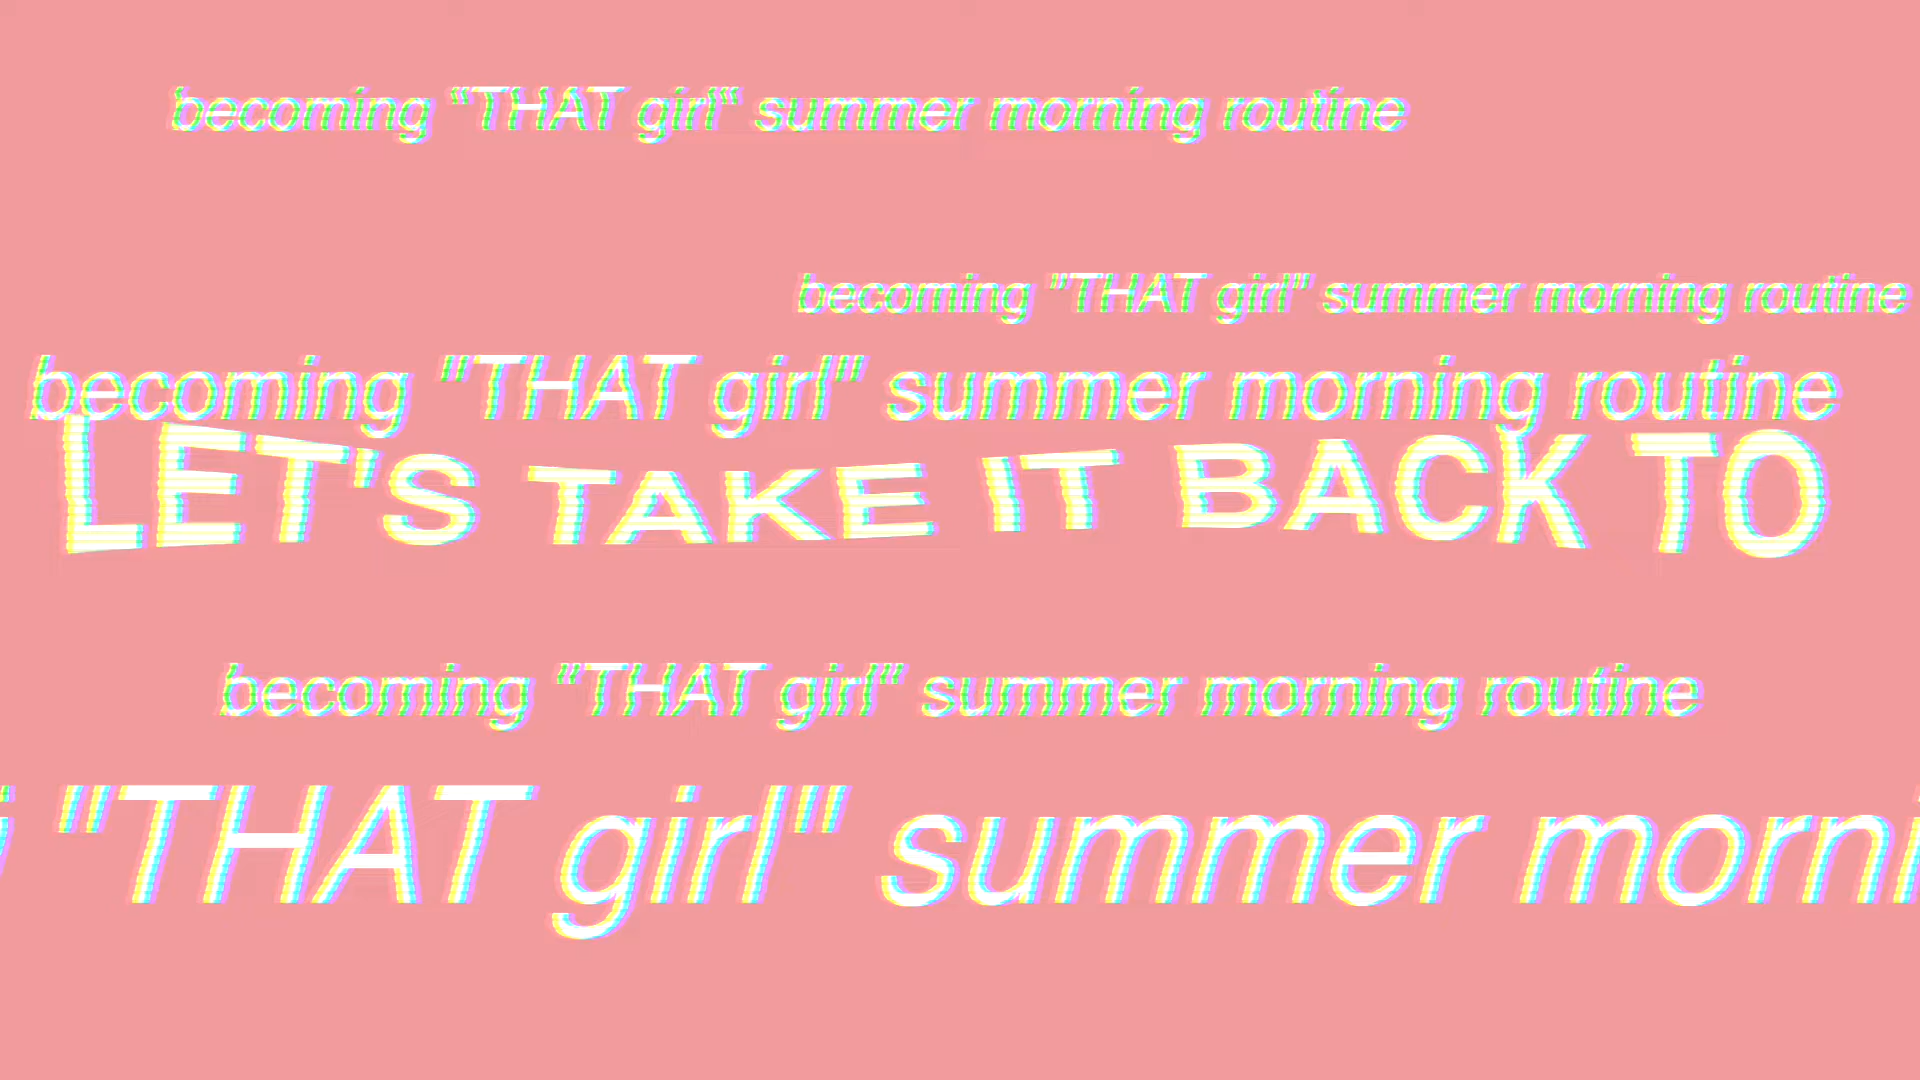 becoming "THAT girl" summer morning routine
becoming "THAT girl" summer morning routine
becoming "THAT girl" summer morning routine
LET'S TAKE IT BACK TO
becoming "THAT girl" summer morning routine
"THAT girl" summer morni